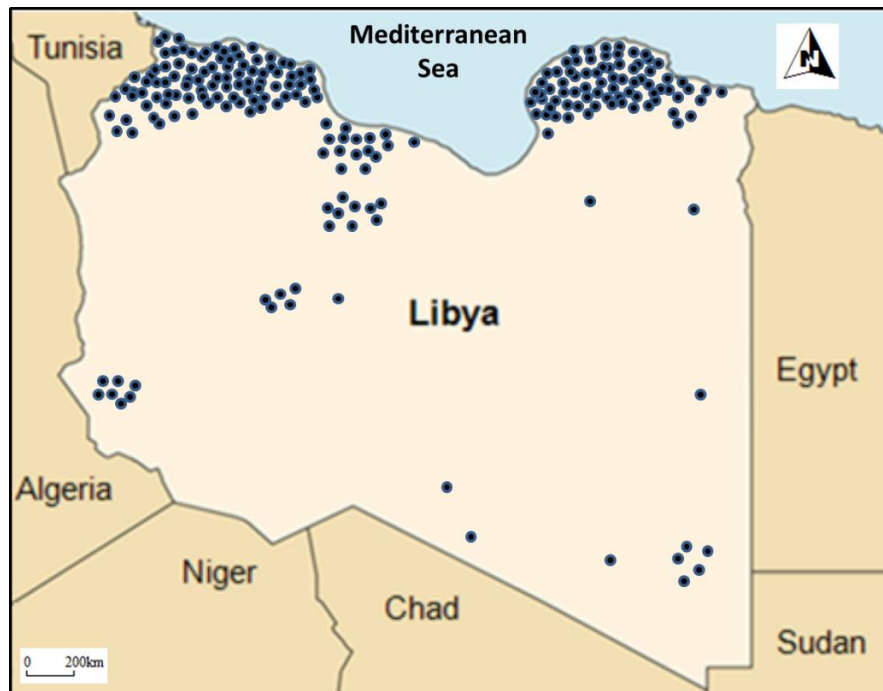 Tunisia
Mediterranean
Sea
N
Libya
Egypt
Algeria
Niger
Chad
Sudan
0 200km